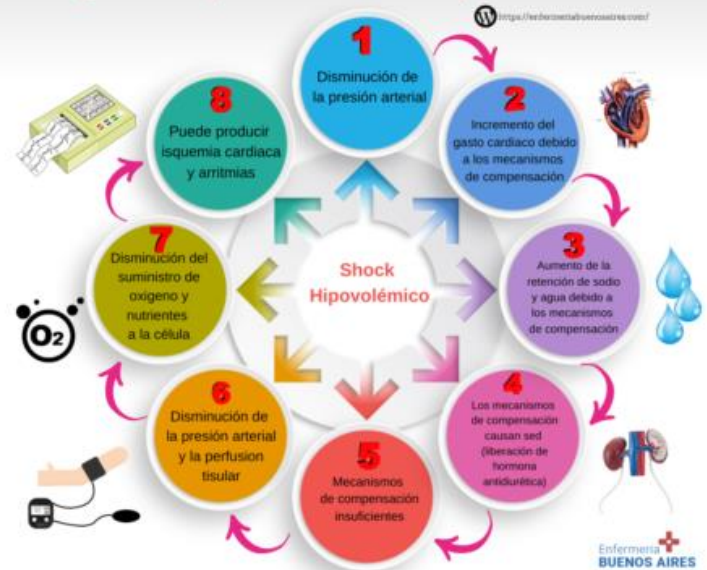 https://enfermeriabuenosaires.com/
1
Disminución de
la presión arterial
2
Incremento del
gasto cardiaco debido
a los mecanismos
de compensación
3
Aumento de la
retención de sodio
y agua debido a
los mecanismos
de compensación
4
Los mecanismos
de compensación
causan sed
(liberación de
hormona
antidiurética)
5
Mecanismos
de compensación
insuficientes
6
Disminución de
la presión arterial
y la perfusion
tisular
7
Disminución del
suministro de
oxigeno y
nutrientes
a la célula
8
Puede producir
isquemia cardiaca
y arritmias
Shock
Hipovolémico
O2
Enfermeria
BUENOS AIRES